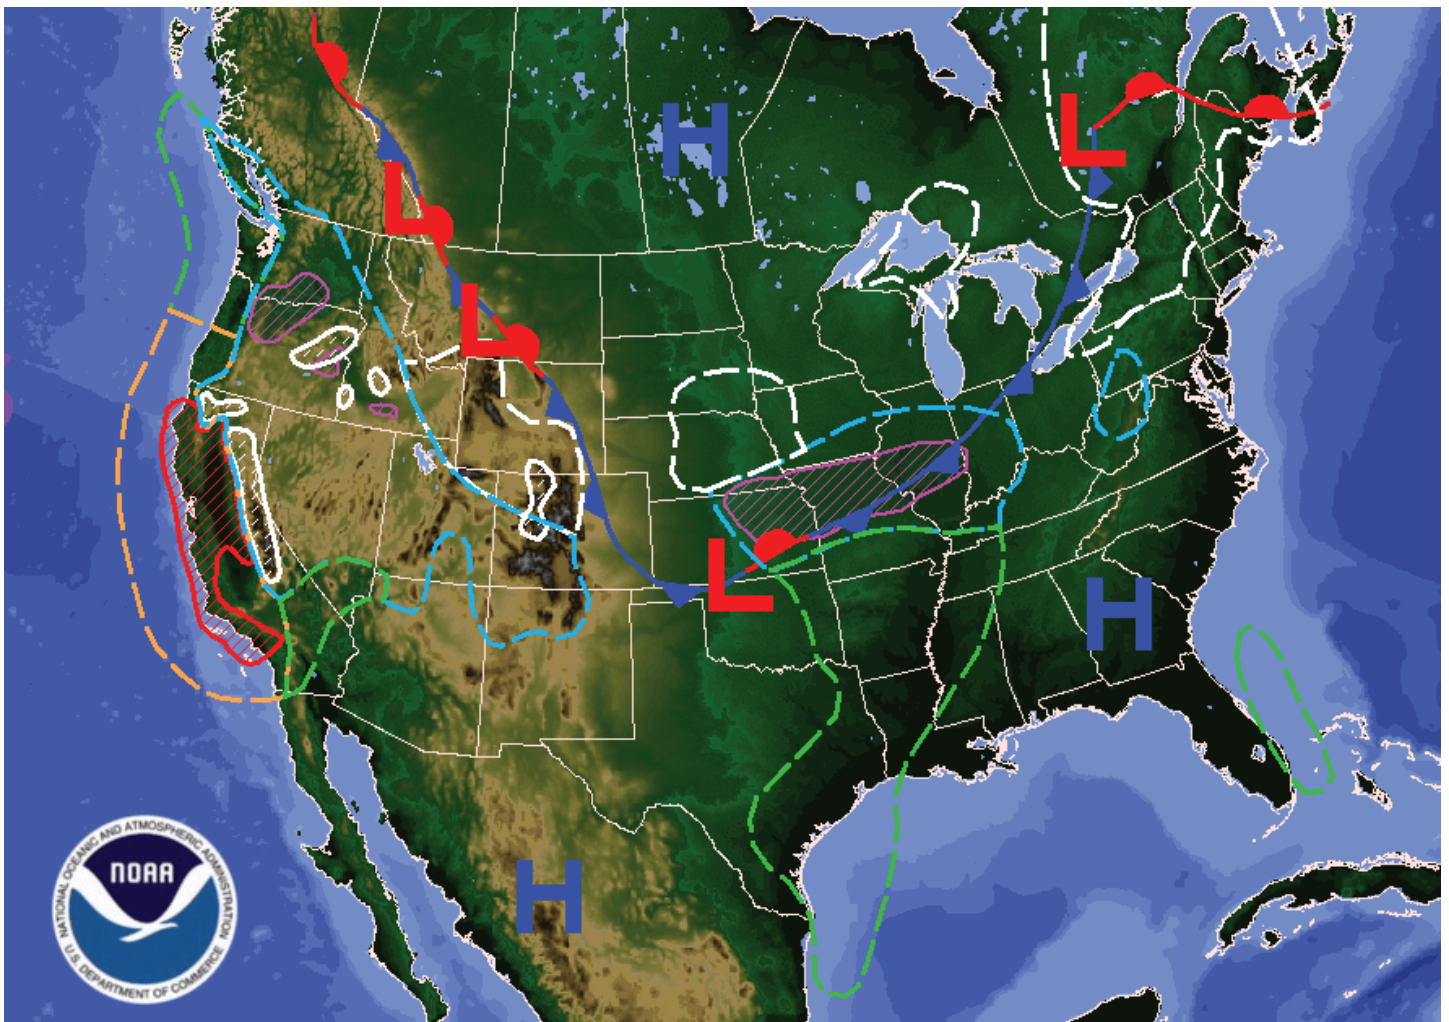 H
L
L
L
H
L
H
NATIONAL OCEANIC AND ATMOSPHERIC ADMINISTRATION
NOAA
U.S. DEPARTMENT OF COMMERCE